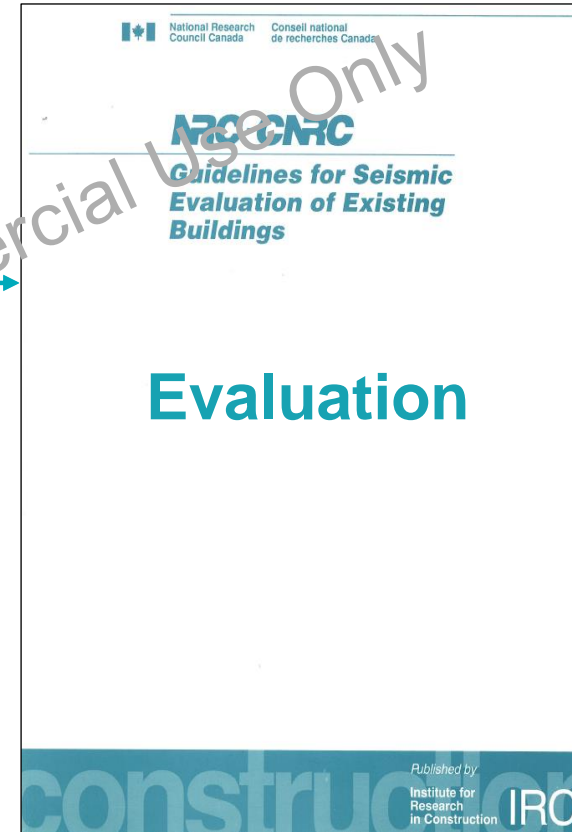 National Research Conseil national
Council Canada de recherches Canada
NRC-CNRC
Guidelines for Seismic
Evaluation of Existing
Buildings
rcial Use Only
Evaluation
construction
Published by
Institute for
Research
in Construction
IRC